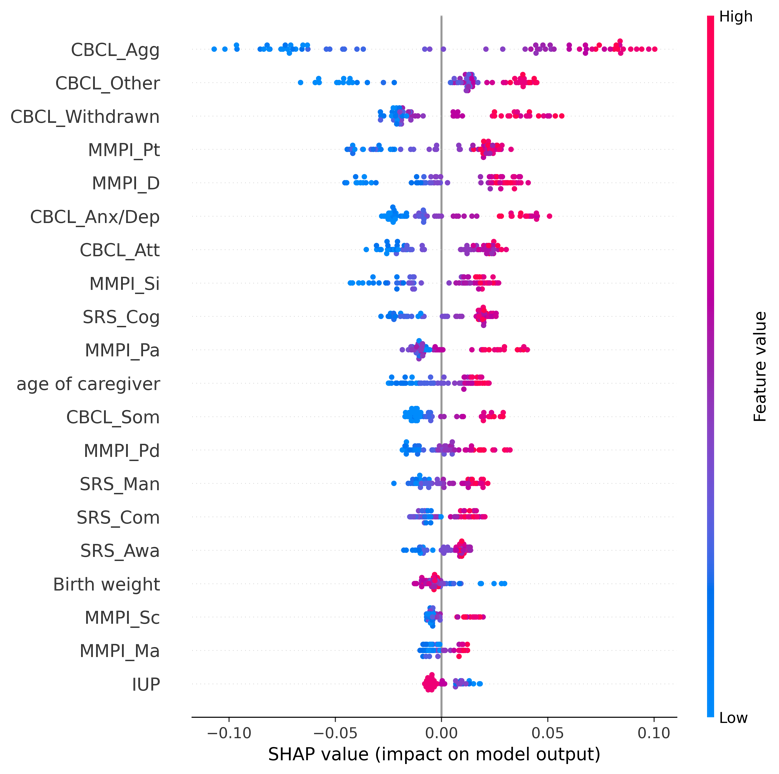 High
CBCL_Agg
CBCL_Other
CBCL_Withdrawn
MMPI_Pt
MMPI_D
CBCL_Anx/Dep
CBCL_Att
MMPI_Si
SRS_Cog
MMPI_Pa
age of caregiver
CBCL_Som
MMPI_Pd
SRS_Man
SRS_Com
SRS_Awa
Birth weight
MMPI_Sc
MMPI_Ma
IUP
Feature value
Low
−0.10 −0.05 0.00 0.05 0.10
SHAP value (impact on model output)